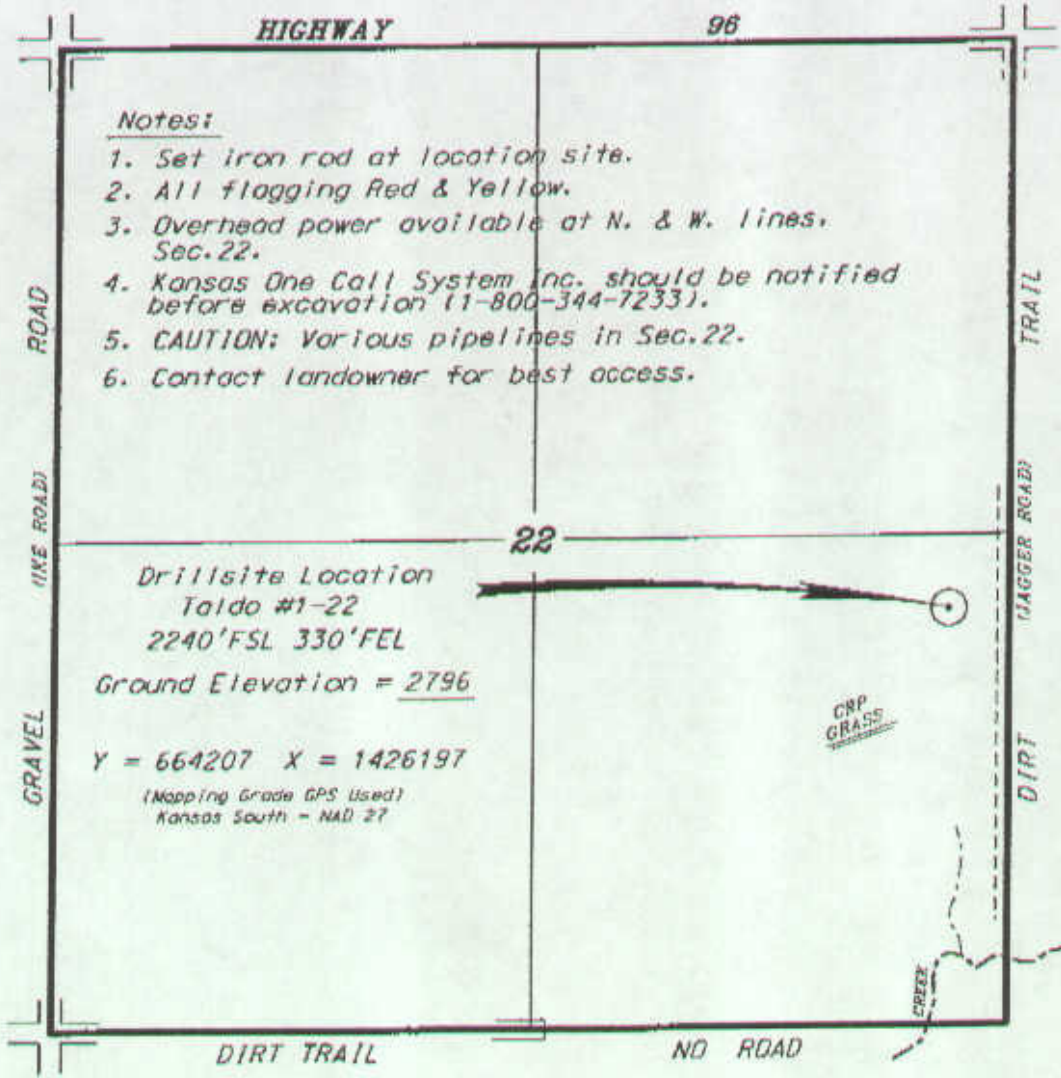 HIGHWAY 96
Notes:
1. Set iron rod at location site.
2. All flagging Red & Yellow.
3. Overhead power available at N. & W. lines.
Sec.22.
4. Kansas One Call System Inc. should be notified
before excavation (1-800-344-7233).
5. CAUTION: Various pipelines in Sec.22.
6. Contact landowner for best access.
GRAVEL (IKE ROAD) ROAD
DIRT (JAGGER ROAD) TRAIL
22
Drillsite Location
Taldo #1-22
2240'FSL 330'FEL
Ground Elevation = 2796
Y = 664207 X = 1426197
(Mapping Grade GPS Used)
Kansas South - NAD 27
CRP
GRASS
CREEK
DIRT TRAIL
NO ROAD